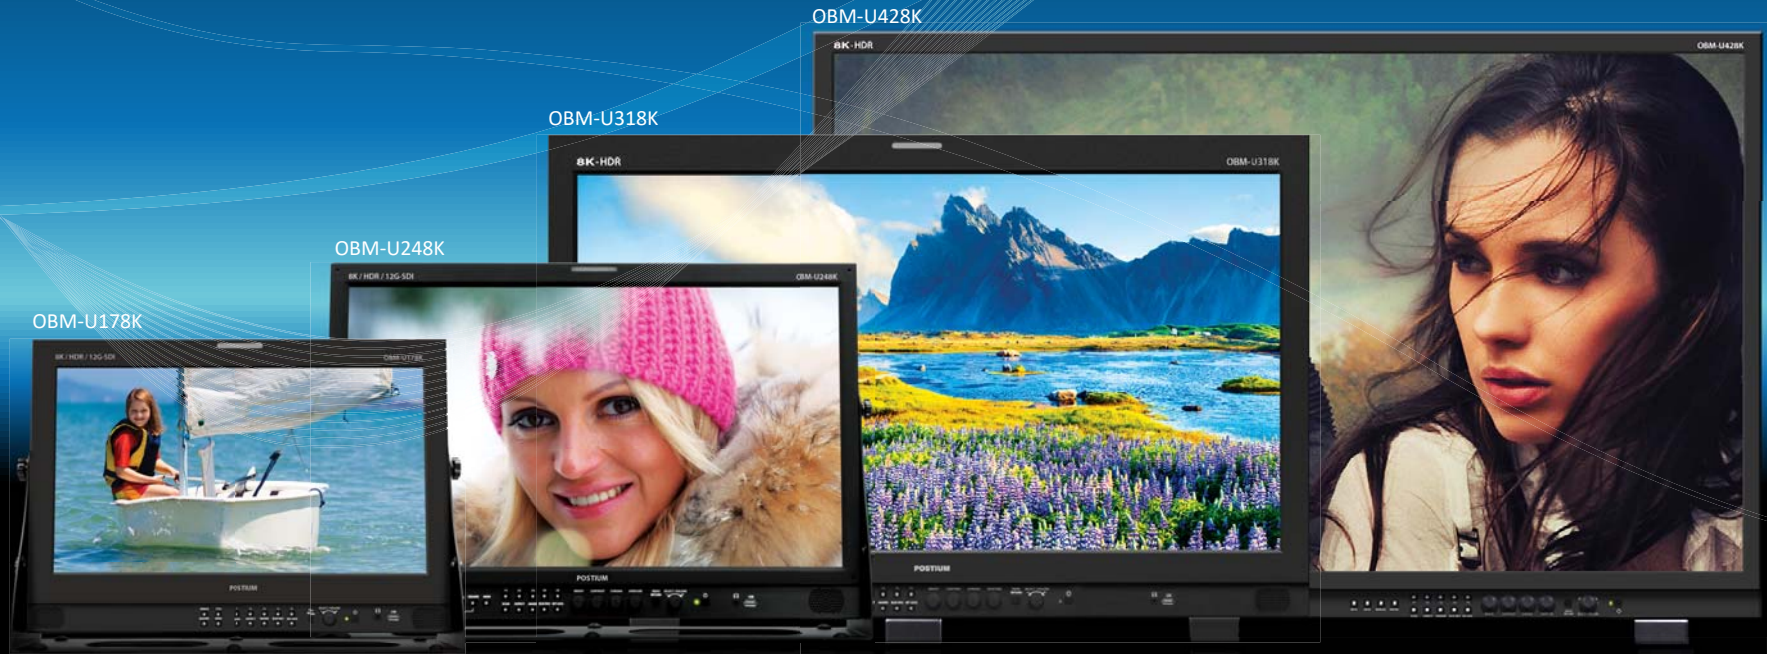 OBM-U428K
8K-HDR
OBM-U428K
OBM-U318K
8K-HDR
OBM-U318K
OBM-U248K
8K / HDR / 12G-SDI
OBM-U248K
OBM-U178K
8K / HDR / 12G-SDI
OBM-U178K
POSTIUM
POSTIUM
POSTIUM